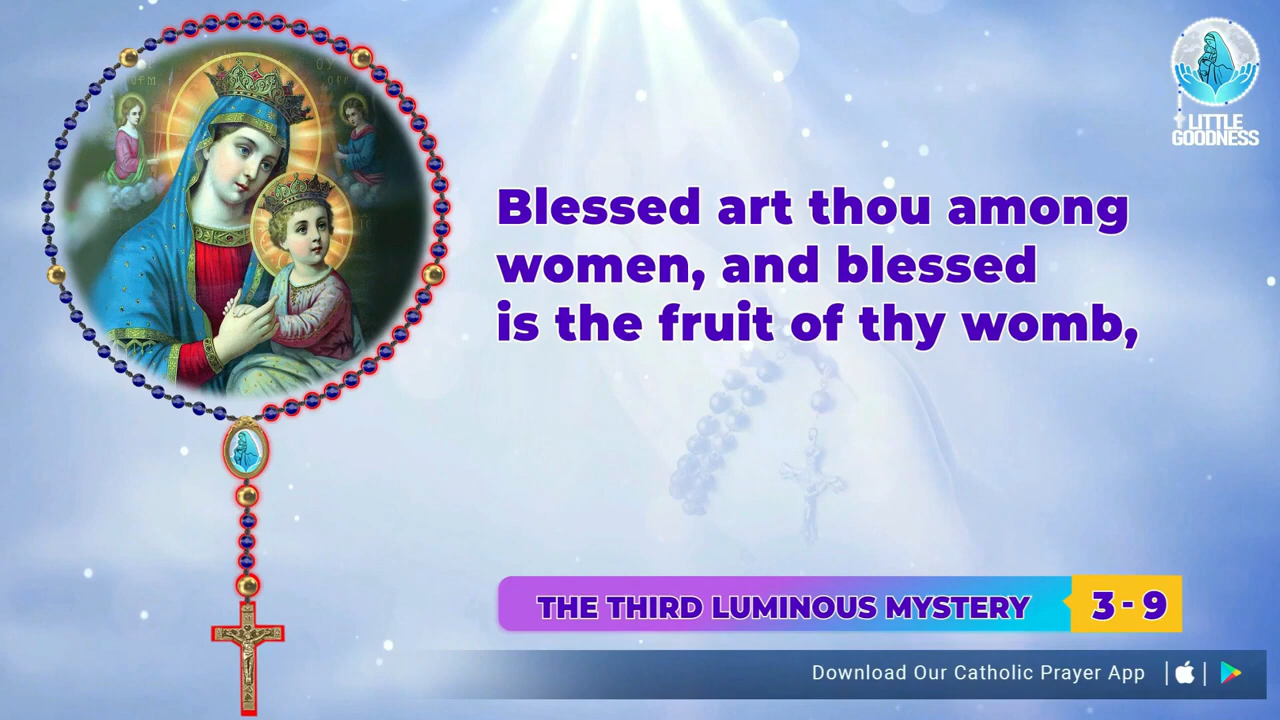 LITTLE
GOODNESS
Blessed art thou among
women, and blessed
is the fruit of thy womb,
THE THIRD LUMINOUS MYSTERY 3 - 9
Download Our Catholic Prayer App